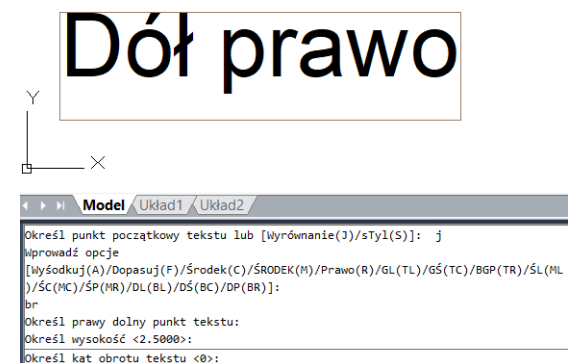 Dół prawo
Y
X
Model Układ1 Układ2
Określ punkt początkowy tekstu lub [Wyrównanie(J)/sTyl(S)]: j
Wprowadź opcje
[Wyśodkuj(A)/Dopasuj(F)/Środek(C)/ŚRODEK(M)/Prawo(R)/GL(TL)/GŚ(TC)/BGP(TR)/ŚL(ML
)/ŚC(MC)/ŚP(MR)/DL(BL)/DŚ(BC)/DP(BR)]:
br
Określ prawy dolny punkt tekstu:
Określ wysokość <2.5000>:
Określ kąt obrotu tekstu <0>: